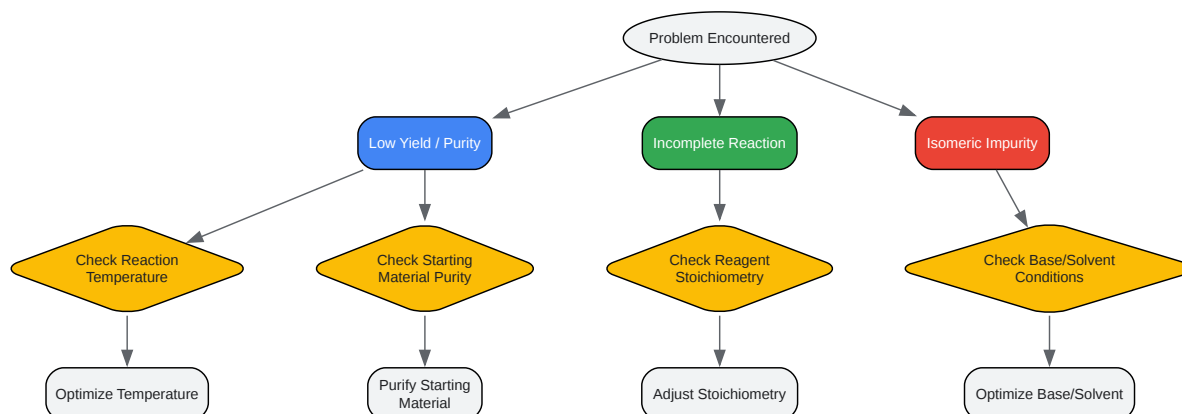 Problem Encountered
Low Yield / Purity
Incomplete Reaction
Isomeric Impurity
Check Reaction
Temperature
Check Starting
Material Purity
Check Reagent
Stoichiometry
Check Base/Solvent
Conditions
Optimize Temperature
Purify Starting
Material
Adjust Stoichiometry
Optimize Base/Solvent